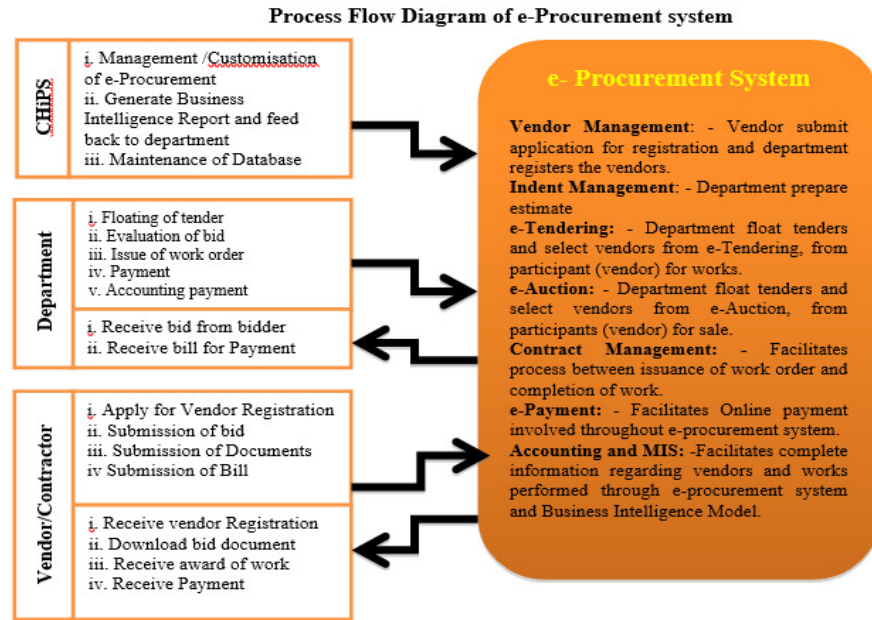 Process Flow Diagram of e-Procurement system
CHiPS
i. Management /Customisation
of e-Procurement
ii. Generate Business
Intelligence Report and feed
back to department
iii. Maintenance of Database
Department
i. Floating of tender
ii. Evaluation of bid
iii. Issue of work order
iv. Payment
v. Accounting payment
i. Receive bid from bidder
ii. Receive bill for Payment
Vendor/Contractor
i. Apply for Vendor Registration
ii. Submission of bid
iii. Submission of Documents
iv Submission of Bill
i. Receive vendor Registration
ii. Download bid document
iii. Receive award of work
iv. Receive Payment
e- Procurement System
Vendor Management: - Vendor submit
application for registration and department
registers the vendors.
Indent Management: - Department prepare
estimate
e-Tendering: - Department float tenders
and select vendors from e-Tendering, from
participant (vendor) for works.
e-Auction: - Department float tenders and
select vendors from e-Auction, from
participants (vendor) for sale.
Contract Management: - Facilitates
process between issuance of work order and
completion of work.
e-Payment: - Facilitates Online payment
involved throughout e-procurement system.
Accounting and MIS: -Facilitates complete
information regarding vendors and works
performed through e-procurement system
and Business Intelligence Model.